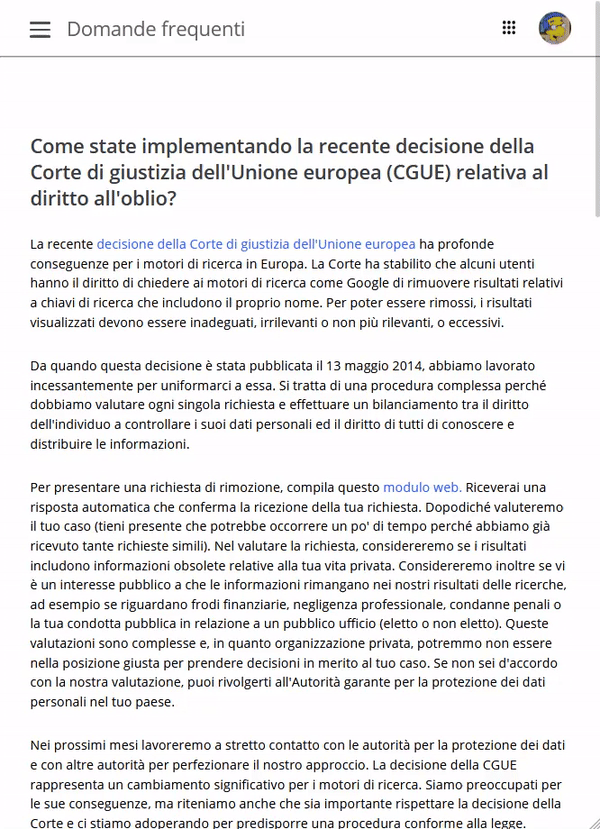 Domande frequenti
Come state implementando la recente decisione della
Corte di giustizia dell'Unione europea (CGUE) relativa al
diritto all'oblio?
La recente decisione della Corte di giustizia dell'Unione europea ha profonde
conseguenze per i motori di ricerca in Europa. La Corte ha stabilito che alcuni utenti
hanno il diritto di chiedere ai motori di ricerca come Google di rimuovere risultati relativi
a chiavi di ricerca che includono il proprio nome. Per poter essere rimossi, i risultati
visualizzati devono essere inadeguati, irrilevanti o non più rilevanti, o eccessivi.
Da quando questa decisione è stata pubblicata il 13 maggio 2014, abbiamo lavorato
incessantemente per uniformarci a essa. Si tratta di una procedura complessa perché
dobbiamo valutare ogni singola richiesta e effettuare un bilanciamento tra il diritto
dell'individuo a controllare i suoi dati personali ed il diritto di tutti di conoscere e
distribuire le informazioni.
Per presentare una richiesta di rimozione, compila questo modulo web. Riceverai una
risposta automatica che conferma la ricezione della tua richiesta. Dopodiché valuteremo
il tuo caso (tieni presente che potrebbe occorrere un po' di tempo perché abbiamo già
ricevuto tante richieste simili). Nel valutare la richiesta, considereremo se i risultati
includono informazioni obsolete relative alla tua vita privata. Considereremo inoltre se vi
è un interesse pubblico a che le informazioni rimangano nei nostri risultati delle ricerche,
ad esempio se riguardano frodi finanziarie, negligenza professionale, condanne penali o
la tua condotta pubblica in relazione a un pubblico ufficio (eletto o non eletto). Queste
valutazioni sono complesse e, in quanto organizzazione privata, potremmo non essere
nella posizione giusta per prendere decisioni in merito al tuo caso. Se non sei d'accordo
con la nostra valutazione, puoi rivolgerti all'Autorità garante per la protezione dei dati
personali nel tuo paese.
Nei prossimi mesi lavoreremo a stretto contatto con le autorità per la protezione dei dati
e con altre autorità per perfezionare il nostro approccio. La decisione della CGUE
rappresenta un cambiamento significativo per i motori di ricerca. Siamo preoccupati per
le sue conseguenze, ma riteniamo anche che sia importante rispettare la decisione della
Corte e ci stiamo adoperando per predisporre una procedura conforme alla legge.